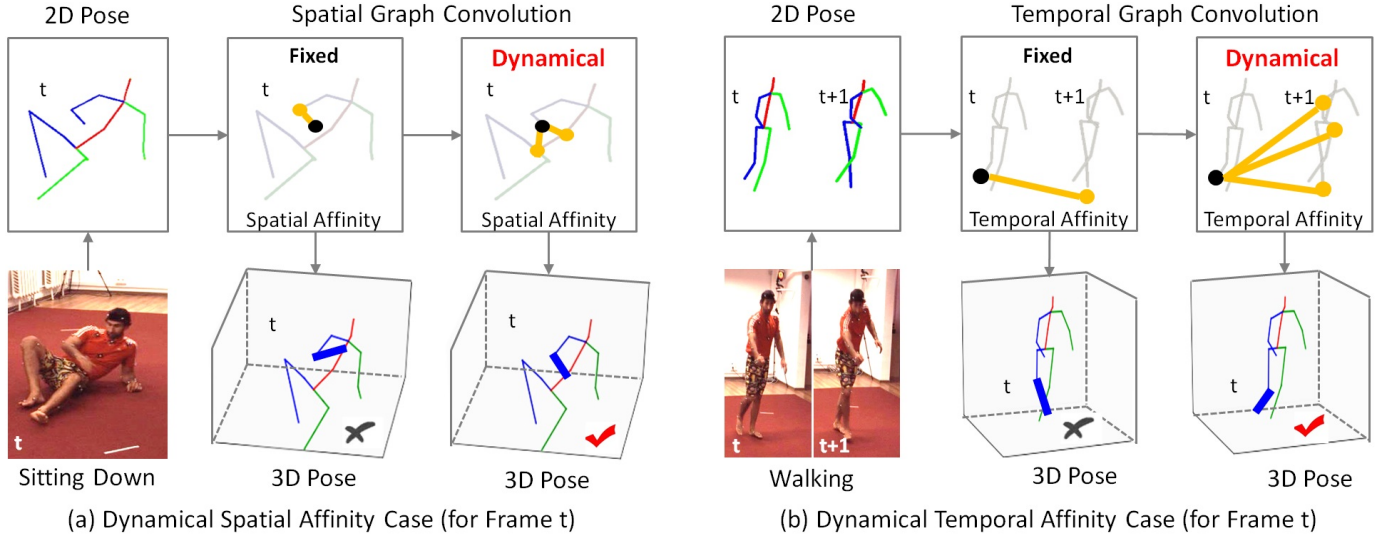 2D Pose
Spatial Graph Convolution
t
Fixed
t
Spatial Affinity
Dynamical
t
Spatial Affinity
t
Sitting Down
t
3D Pose
t
3D Pose
(a) Dynamical Spatial Affinity Case (for Frame t)
2D Pose
Temporal Graph Convolution
t
t+1
Fixed
t
t+1
Temporal Affinity
Dynamical
t
t+1
Temporal Affinity
t
t+1
Walking
t
3D Pose
t
3D Pose
(b) Dynamical Temporal Affinity Case (for Frame t)